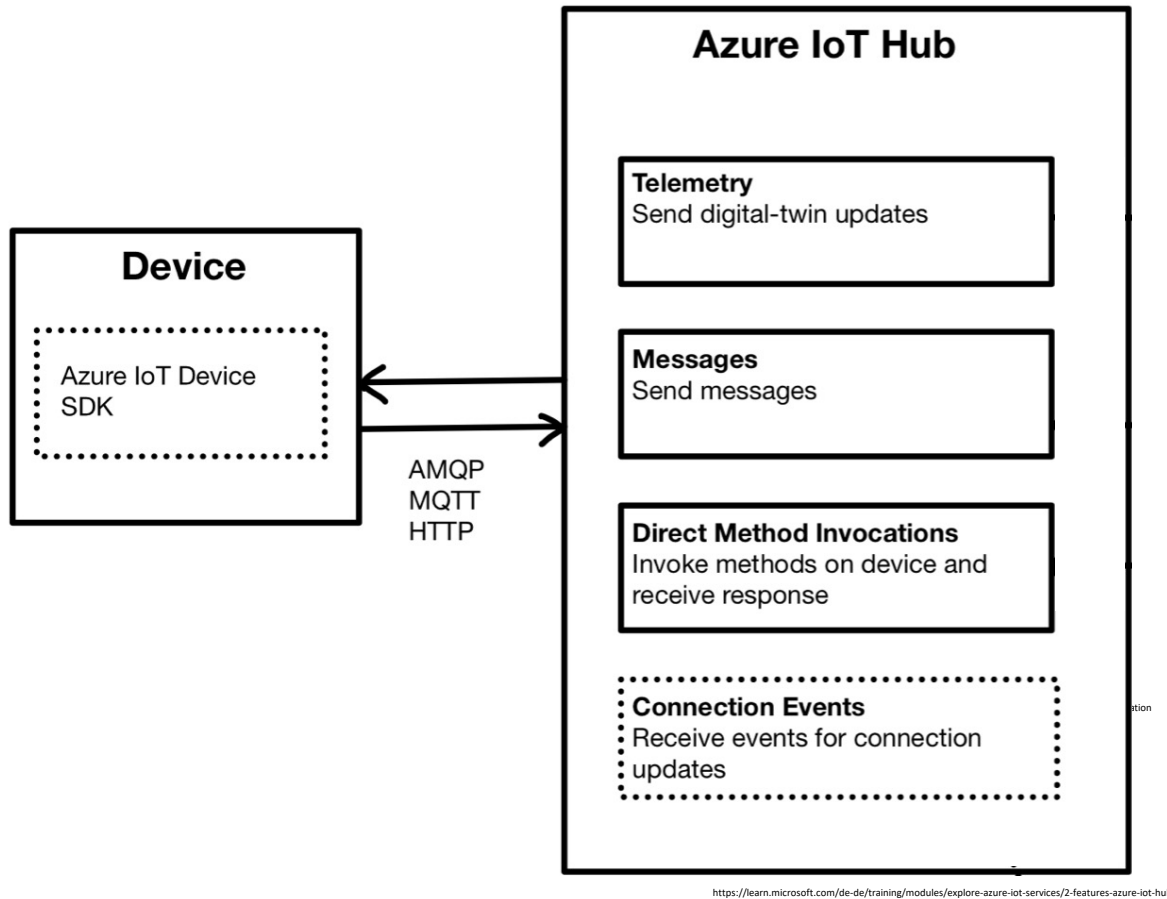 Azure IoT Hub
Telemetry
Send digital-twin updates
Device
Azure IoT Device
SDK
Messages
Send messages
AMQP
MQTT
HTTP
Direct Method Invocations
Invoke methods on device and
receive response
Connection Events
Receive events for connection
updates
ation
https://learn.microsoft.com/de-de/training/modules/explore-azure-iot-services/2-features-azure-iot-hu